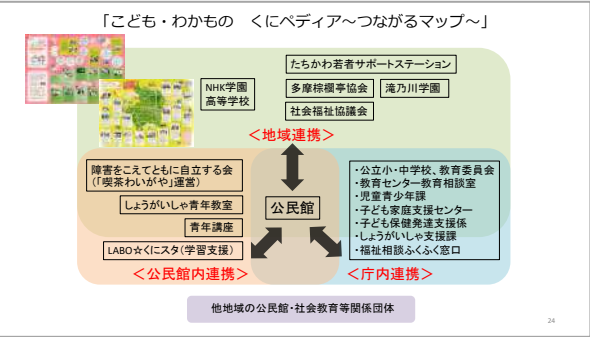 「こども・わかもの　くにペディア～つながるマップ～」
たちかわ若者サポートステーション
NHK学園
高等学校
多摩棕櫚亭協会
滝乃川学園
社会福祉協議会
＜地域連携＞
障害をこえてともに自立する会
（「喫茶わいがや」運営）
しょうがいしゃ青年教室
青年講座
LABO☆くにスタ（学習支援）
＜公民館内連携＞
公民館
・公立小・中学校、教育委員会
・教育センター教育相談室
・児童青少年課
・子ども家庭支援センター
・子ども保健発達支援係
・しょうがいしゃ支援課
・福祉相談ふくふく窓口
＜庁内連携＞
他地域の公民館・社会教育等関係団体
24